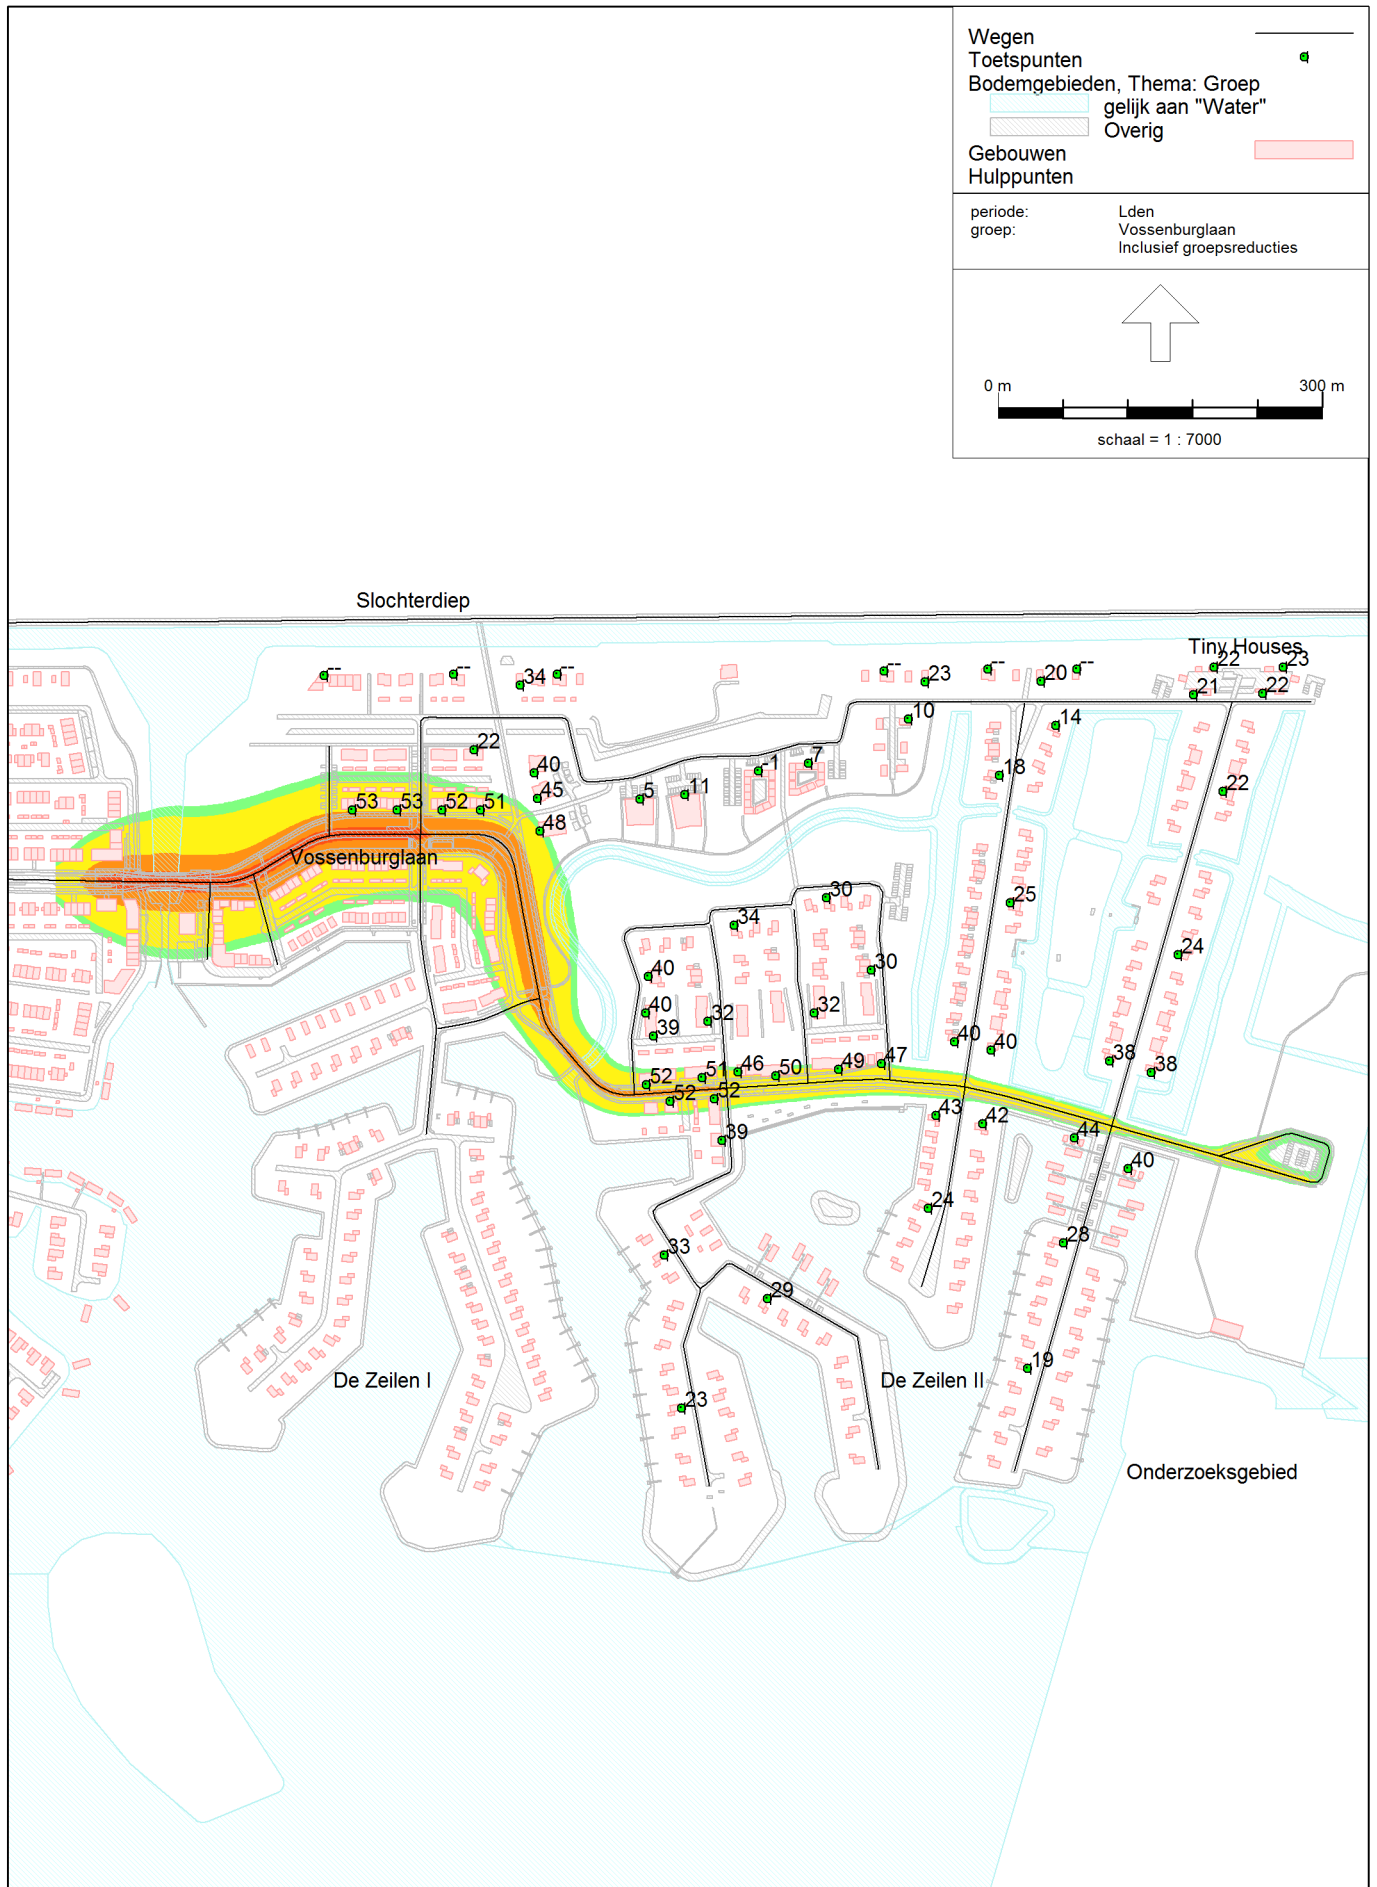 Wegen
Toetspunten
Bodemgebieden, Thema: Groep
gelijk aan "Water"
Overig
Gebouwen
Hulppunten
periode: Lden
groep: Vossenburglaan
Inclusief groepsreducties
0 m 300 m
schaal = 1 : 7000
Slochterdiep
Tiny Houses
-- -- 34 -- -- 23 -- 20 -- 22 23
21 22
10 14
22 40 45 5 11 -1 7 18 22
53 53 52 51 48
Vossenburglaan
30 25
34 24
40 30
40 32 32
39 40 40
38 38
52 51 46 50 49 47
52 52 43 42
39 44
40
24
28
33
29
19
De Zeilen I De Zeilen II
23
Onderzoeksgebied